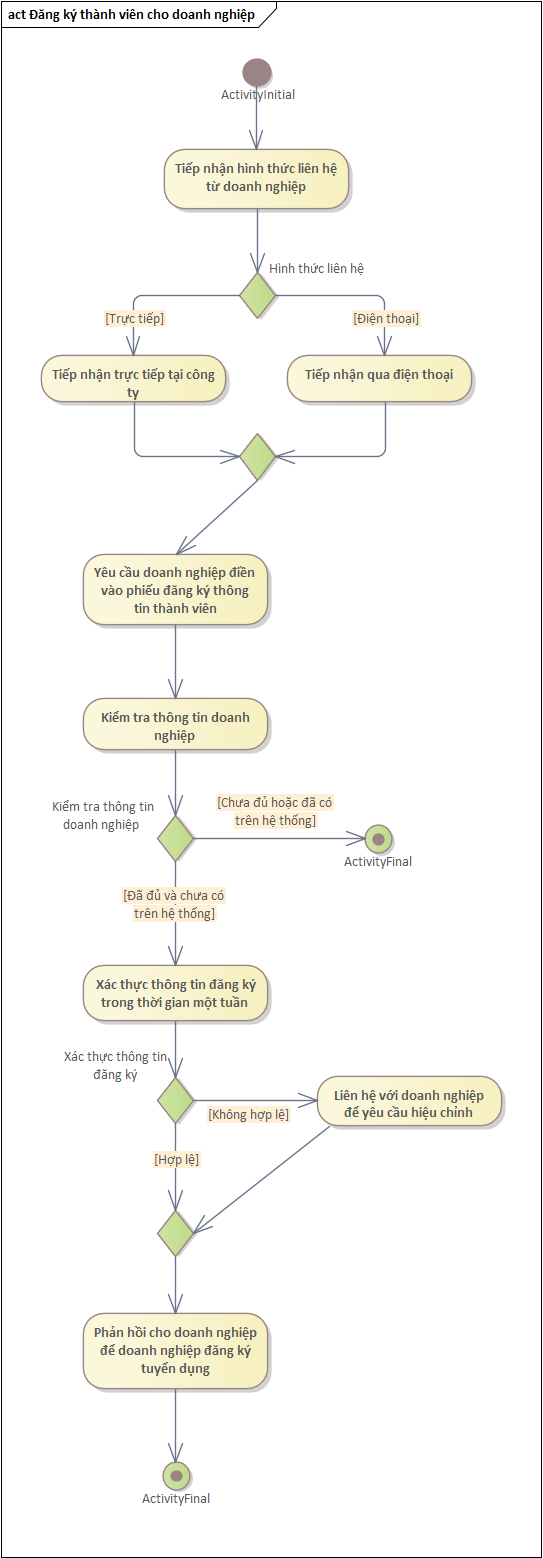 act Đăng ký thành viên cho doanh nghiệp
ActivityInitial
Tiếp nhận hình thức liên hệ
từ doanh nghiệp
Hình thức liên hệ
[Trực tiếp]
[Điện thoại]
Tiếp nhận trực tiếp tại công
ty
Tiếp nhận qua điện thoại
Yêu cầu doanh nghiệp điền
vào phiếu đăng ký thông
tin thành viên
Kiểm tra thông tin doanh
nghiệp
Kiểm tra thông tin
doanh nghiệp
[Chưa đủ hoặc đã có
trên hệ thống]
ActivityFinal
[Đã đủ và chưa có
trên hệ thống]
Xác thực thông tin đăng ký
trong thời gian một tuần
Xác thực thông tin
đăng ký
[Không hợp lệ]
Liên hệ với doanh nghiệp
để yêu cầu hiệu chỉnh
[Hợp lệ]
Phản hồi cho doanh nghiệp
để doanh nghiệp đăng ký
tuyển dụng
ActivityFinal